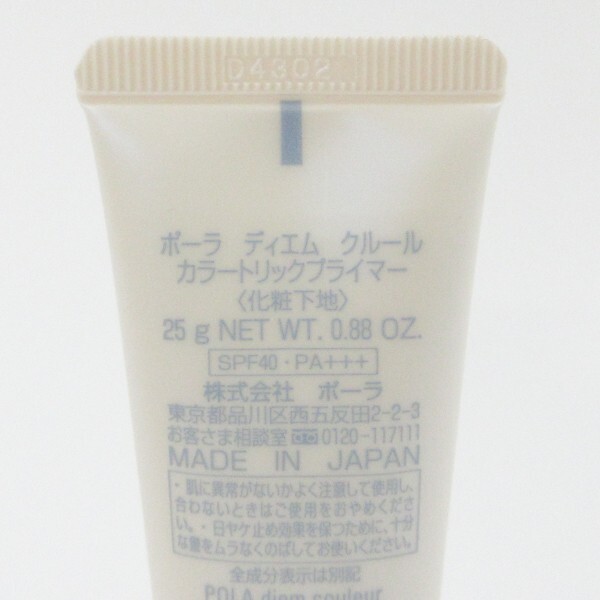 D4302
ポーラ ディエム クルール
カラートリックプライマー
〈化粧下地〉
25 g NET WT. 0.88 OZ.
SPF40・PA+++
株式会社 ポーラ
東京都品川区西五反田2-2-3
お客さま相談室 0120-117111
MADE IN JAPAN
・肌に異常がないかよく注意して使用し、
合わないときはご使用をおやめくださ
い。・日ヤケ止め効果を保つために、十分
な量をムラなくのばしてお使いください。
全成分表示は別記
POLA diem couleur